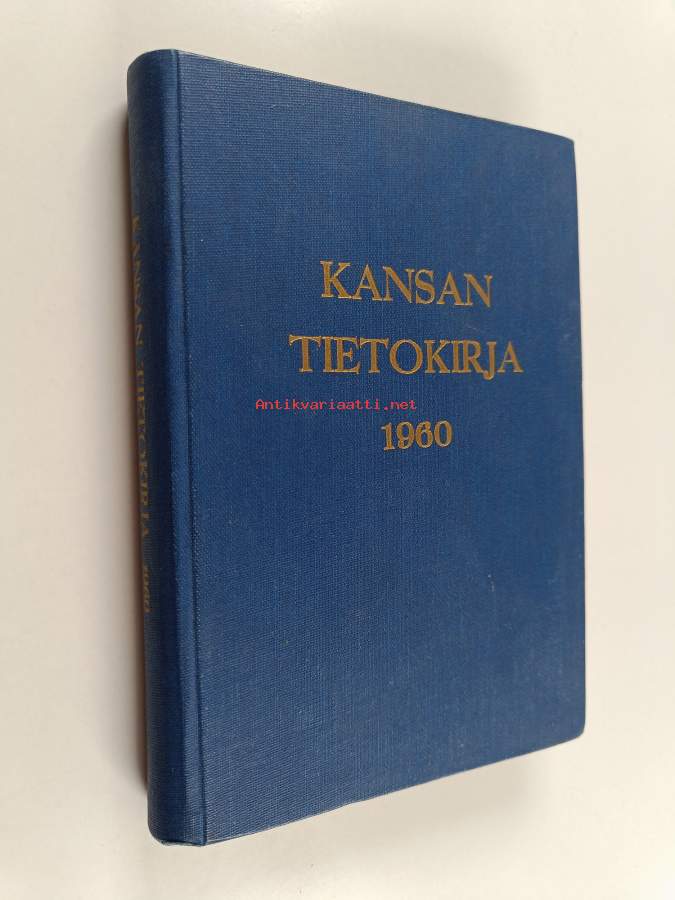 KANSAN
TIETOKIRJA
Antikvariaatti.net
1960
KANSAN TIETOKIRJA 1960